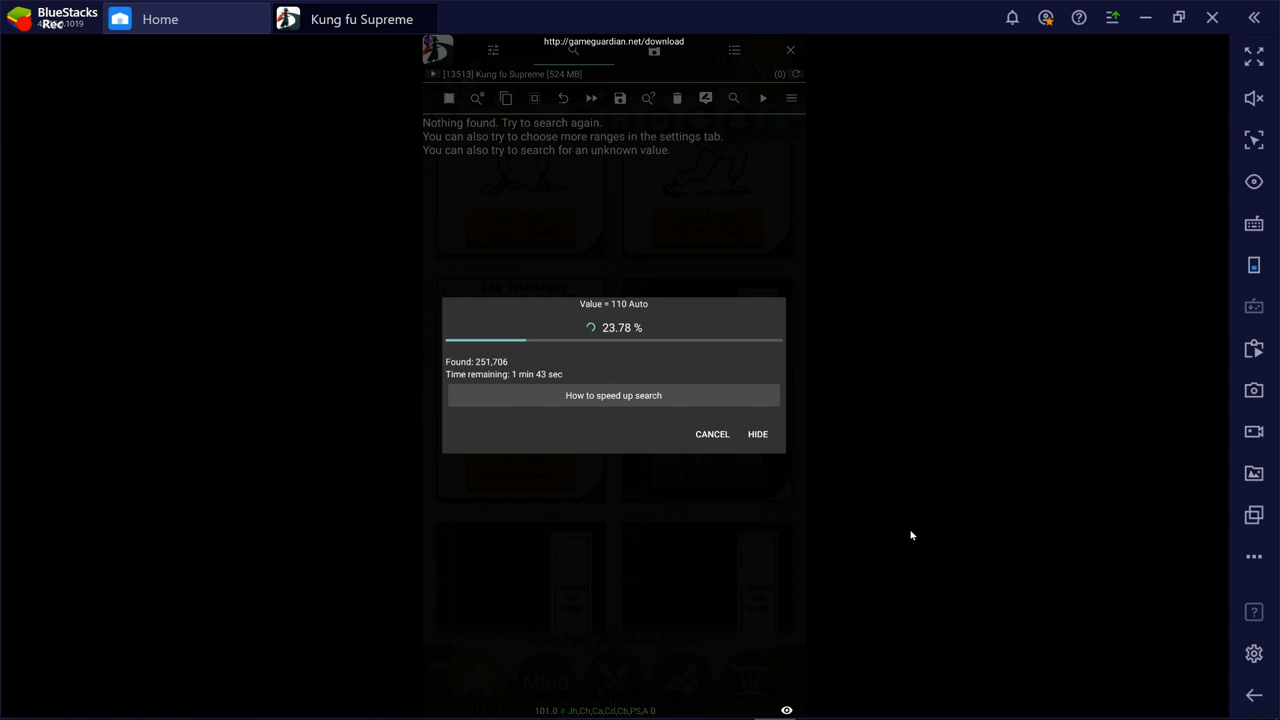 BlueStacks
Rec
Home
Kung fu Supreme
http://gameguardian.net/download
[13513] Kung fu Supreme [524 MB]
(0)
Nothing found. Try to search again.
You can also try to choose more ranges in the settings tab.
You can also try to search for an unknown value.
Leg Technique
Value = 110 Auto
23.78 %
Found: 251,706
Time remaining: 1 min 43 sec
How to speed up search
CANCEL
HIDE
Mind
101.0 # Jh,Ch,Ca,Cd,Cb,PS,A 0